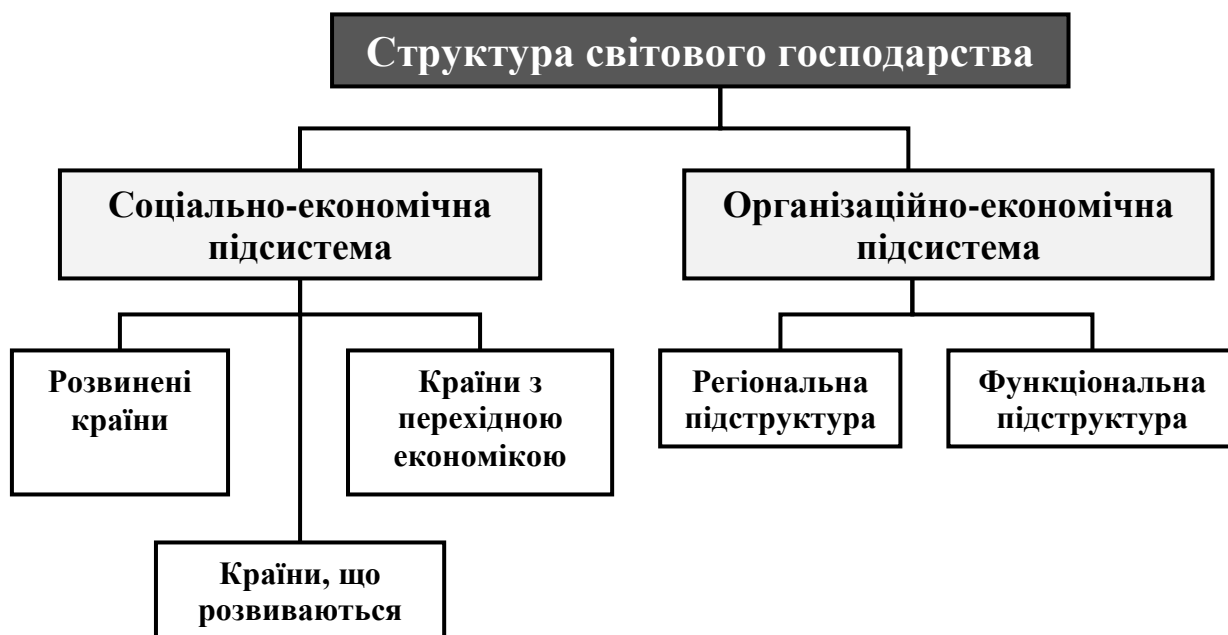 Структура світового господарства
Соціально-економічна
підсистема
Організаційно-економічна
підсистема
Розвинені
країни
Країни з
перехідною
економікою
Регіональна
підструктура
Функціональна
підструктура
Країни, що
розвиваються